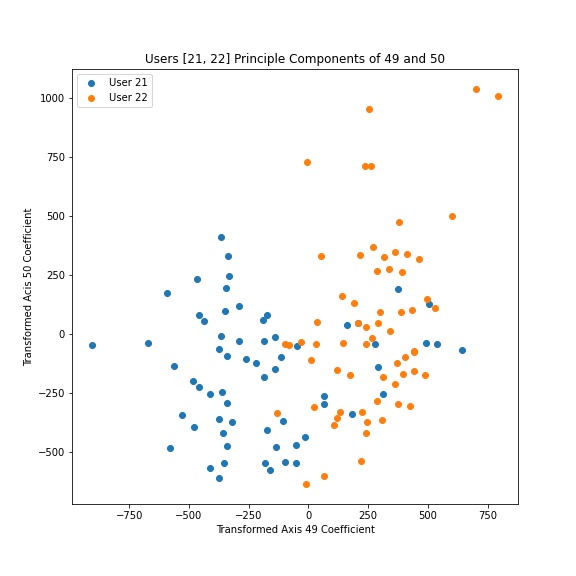 Users [21, 22] Principle Components of 49 and 50
User 21
User 22
1000
750
500
250
0
−250
−500
Transformed Acis 50 Coefficient
−750
−500
−250
0
250
500
750
Transformed Axis 49 Coefficient